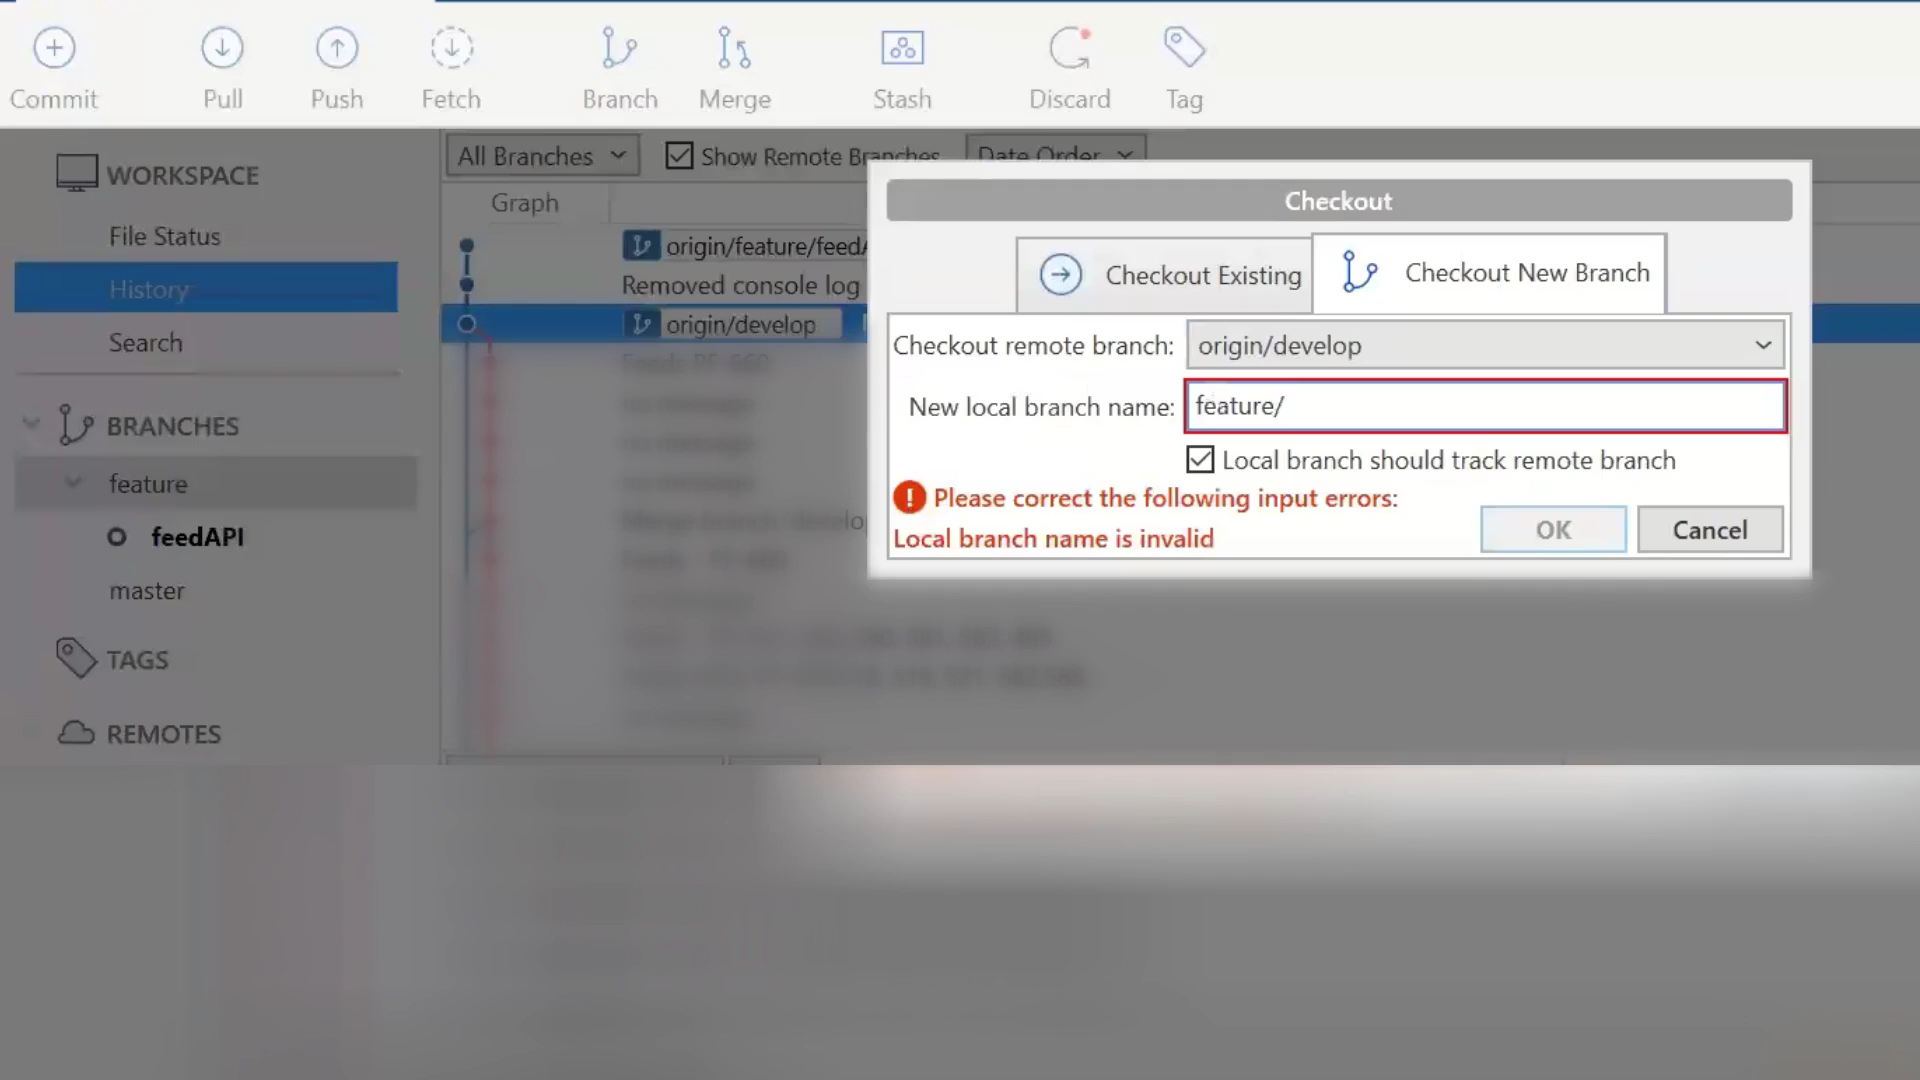 Commit
Pull
Push
Fetch
Branch
Merge
Stash
Discard
Tag
WORKSPACE
File Status
History
Search
BRANCHES
feature
feedAPI
master
TAGS
REMOTES
All Branches
Show Remote Branches
Date Order
Graph
origin/feature/feedA
Removed console log
origin/develop
Checkout
Checkout Existing
Checkout New Branch
Checkout remote branch: origin/develop
New local branch name: feature/
Local branch should track remote branch
Please correct the following input errors:
Local branch name is invalid
OK
Cancel